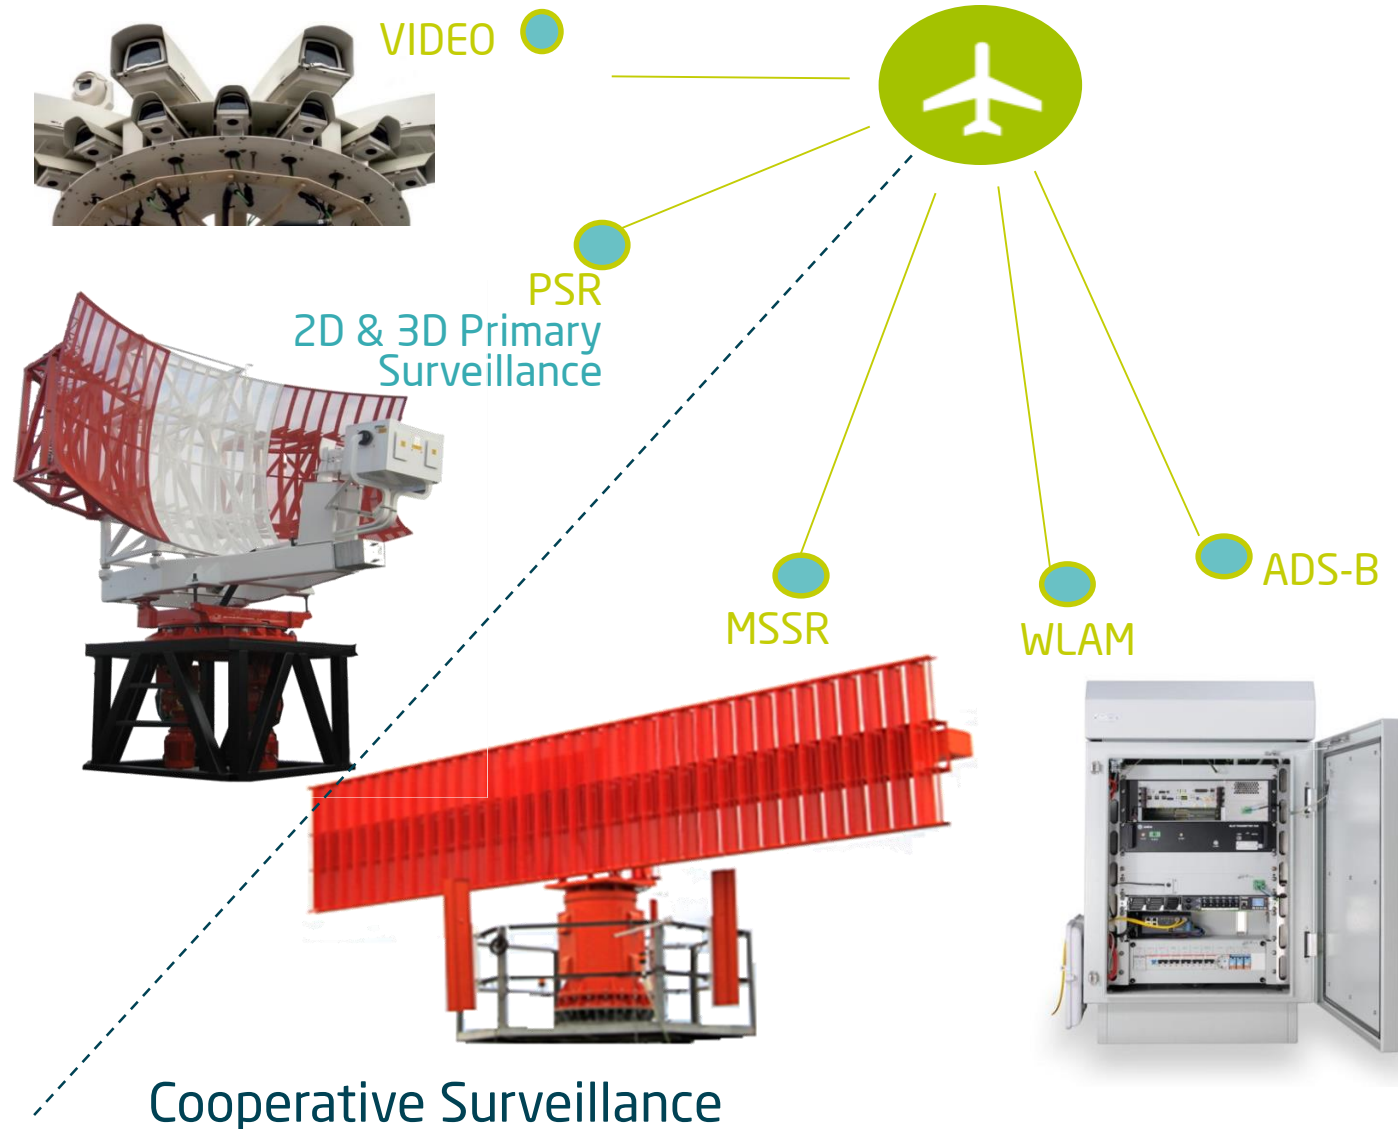 VIDEO
PSR
2D & 3D Primary
Surveillance
MSSR
WLAM
ADS-B
Cooperative Surveillance